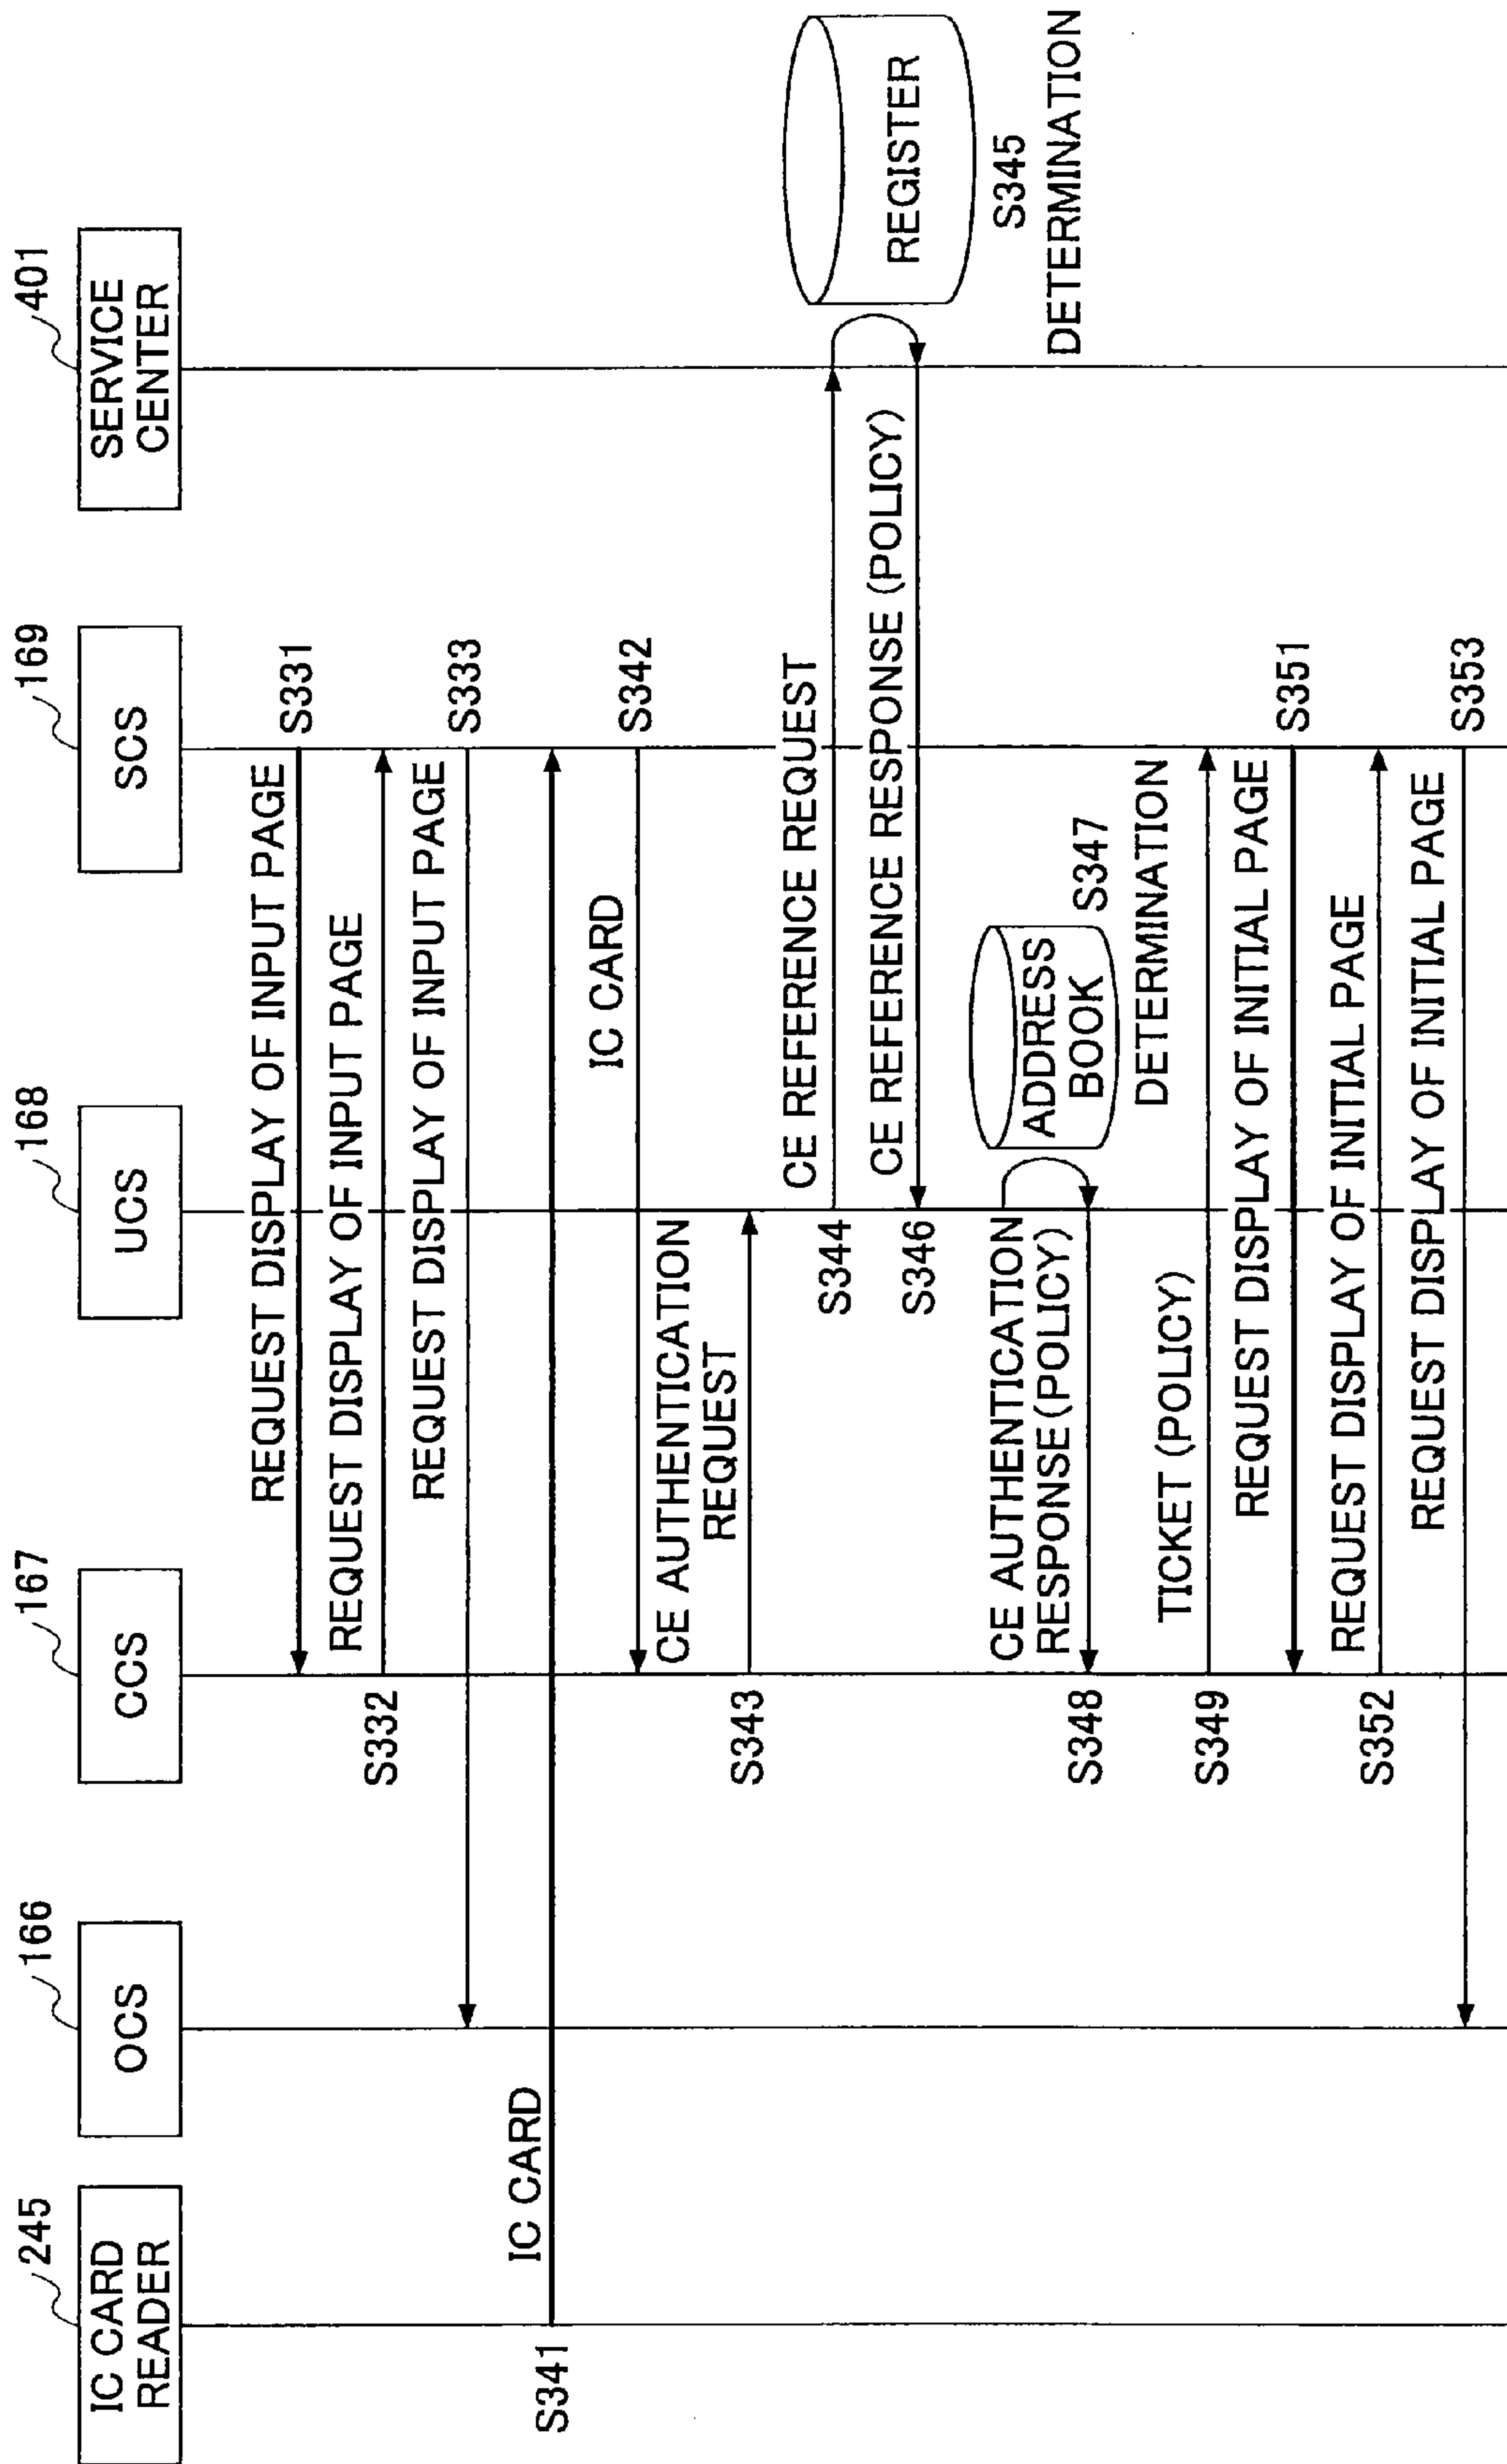 245
IC CARD
READER
166
OCS
167
CCS
168
UCS
169
SCS
401
SERVICE
CENTER
REQUEST DISPLAY OF INPUT PAGE
S331
REQUEST DISPLAY OF INPUT PAGE
S332
REQUEST DISPLAY OF INPUT PAGE
S333
IC CARD
S341
IC CARD
S342
CE AUTHENTICATION
REQUEST
S343
CE REFERENCE REQUEST
S344
REGISTER
S345
DETERMINATION
CE REFERENCE RESPONSE (POLICY)
S346
ADDRESS
BOOK
S347
DETERMINATION
CE AUTHENTICATION
RESPONSE(POLICY)
S348
TICKET (POLICY)
S349
REQUEST DISPLAY OF INITIAL PAGE
S351
REQUEST DISPLAY OF INITIAL PAGE
S352
REQUEST DISPLAY OF INITIAL PAGE
S353